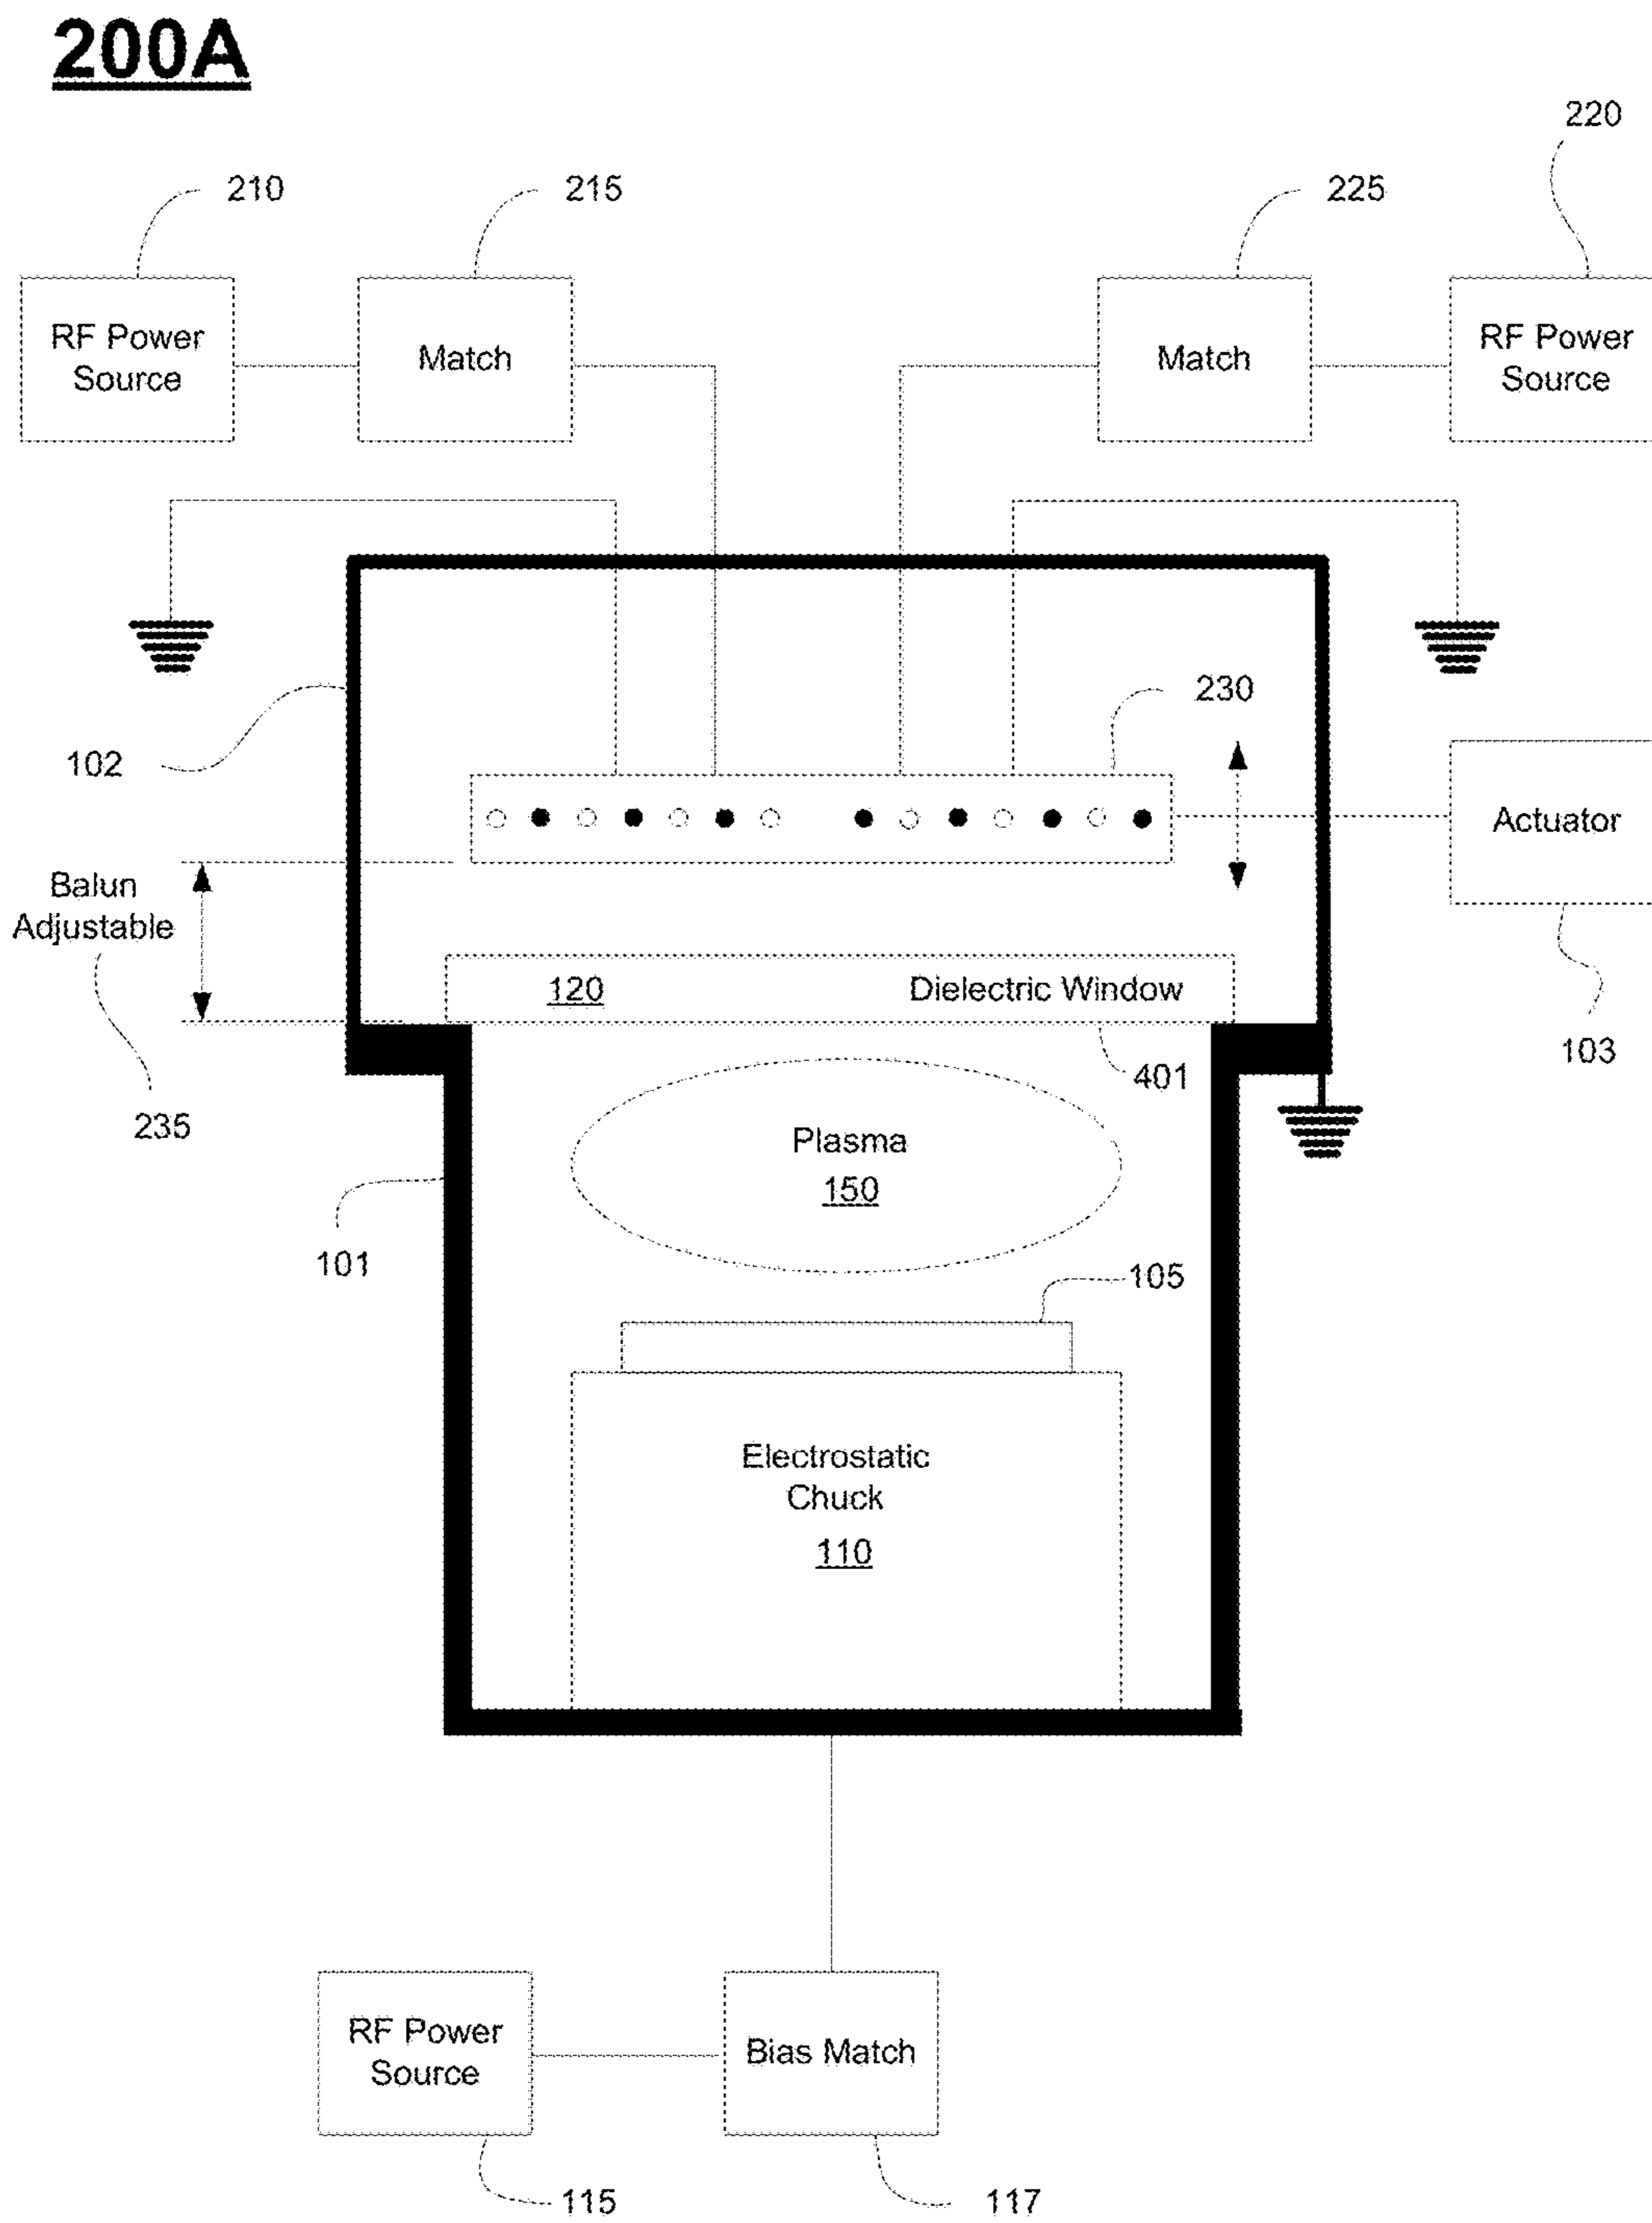 200A
220
210
215
225
RF Power
Source
Match
Match
RF Power
Source
230
102
Actuator
Balun
Adjustable
120
Dielectric Window
103
401
235
Plasma
150
101
105
Electrostatic
Chuck
110
RF Power
Source
Bias Match
115
117